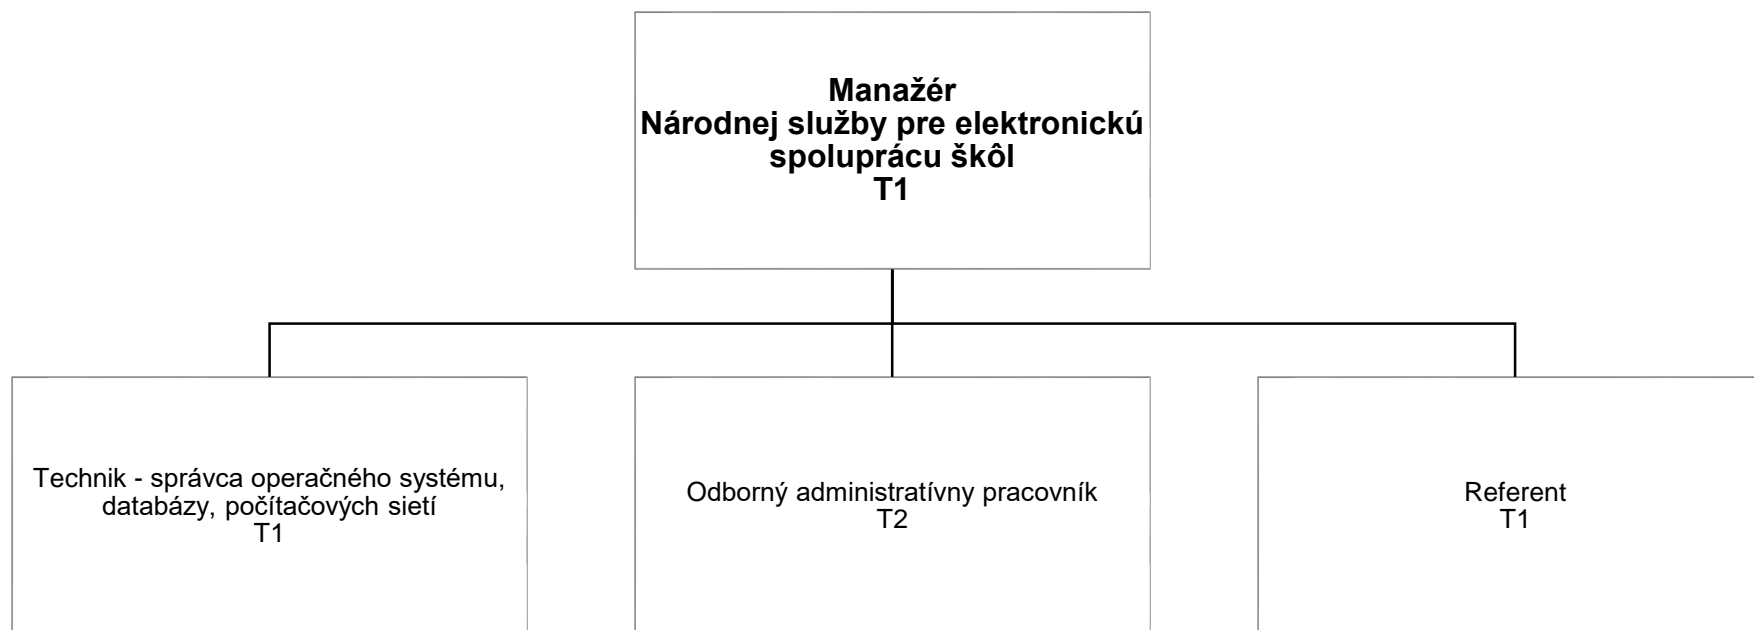 Manažér
Národnej služby pre elektronickú
spoluprácu škôl
T1
Technik - správca operačného systému,
databázy, počítačových sietí
T1
Odborný administratívny pracovník
T2
Referent
T1